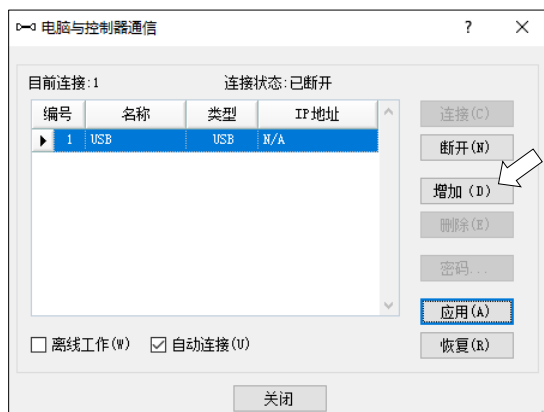 电脑与控制器通信
目前连接:1 连接状态:已断开
编号 名称 类型 IP地址
1 USB USB N/A
连接(C)
断开(N)
增加 (D)
删除(E)
密码...
应用(A)
恢复(R)
离线工作(W) 自动连接(U)
关闭